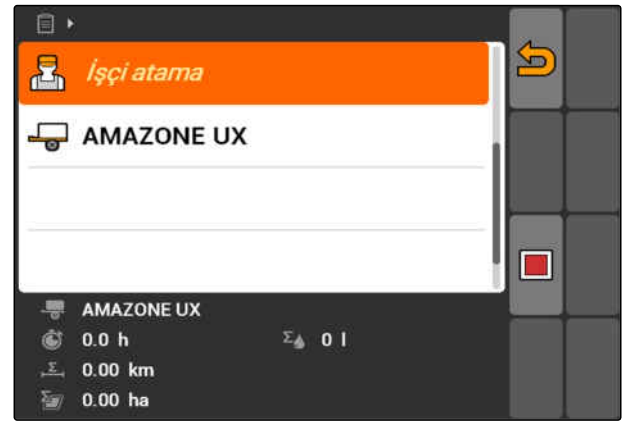 İşçi atama
AMAZONE UX
AMAZONE UX
0.0 h
Σ 0 l
Σ 0.00 km
Σ 0.00 ha